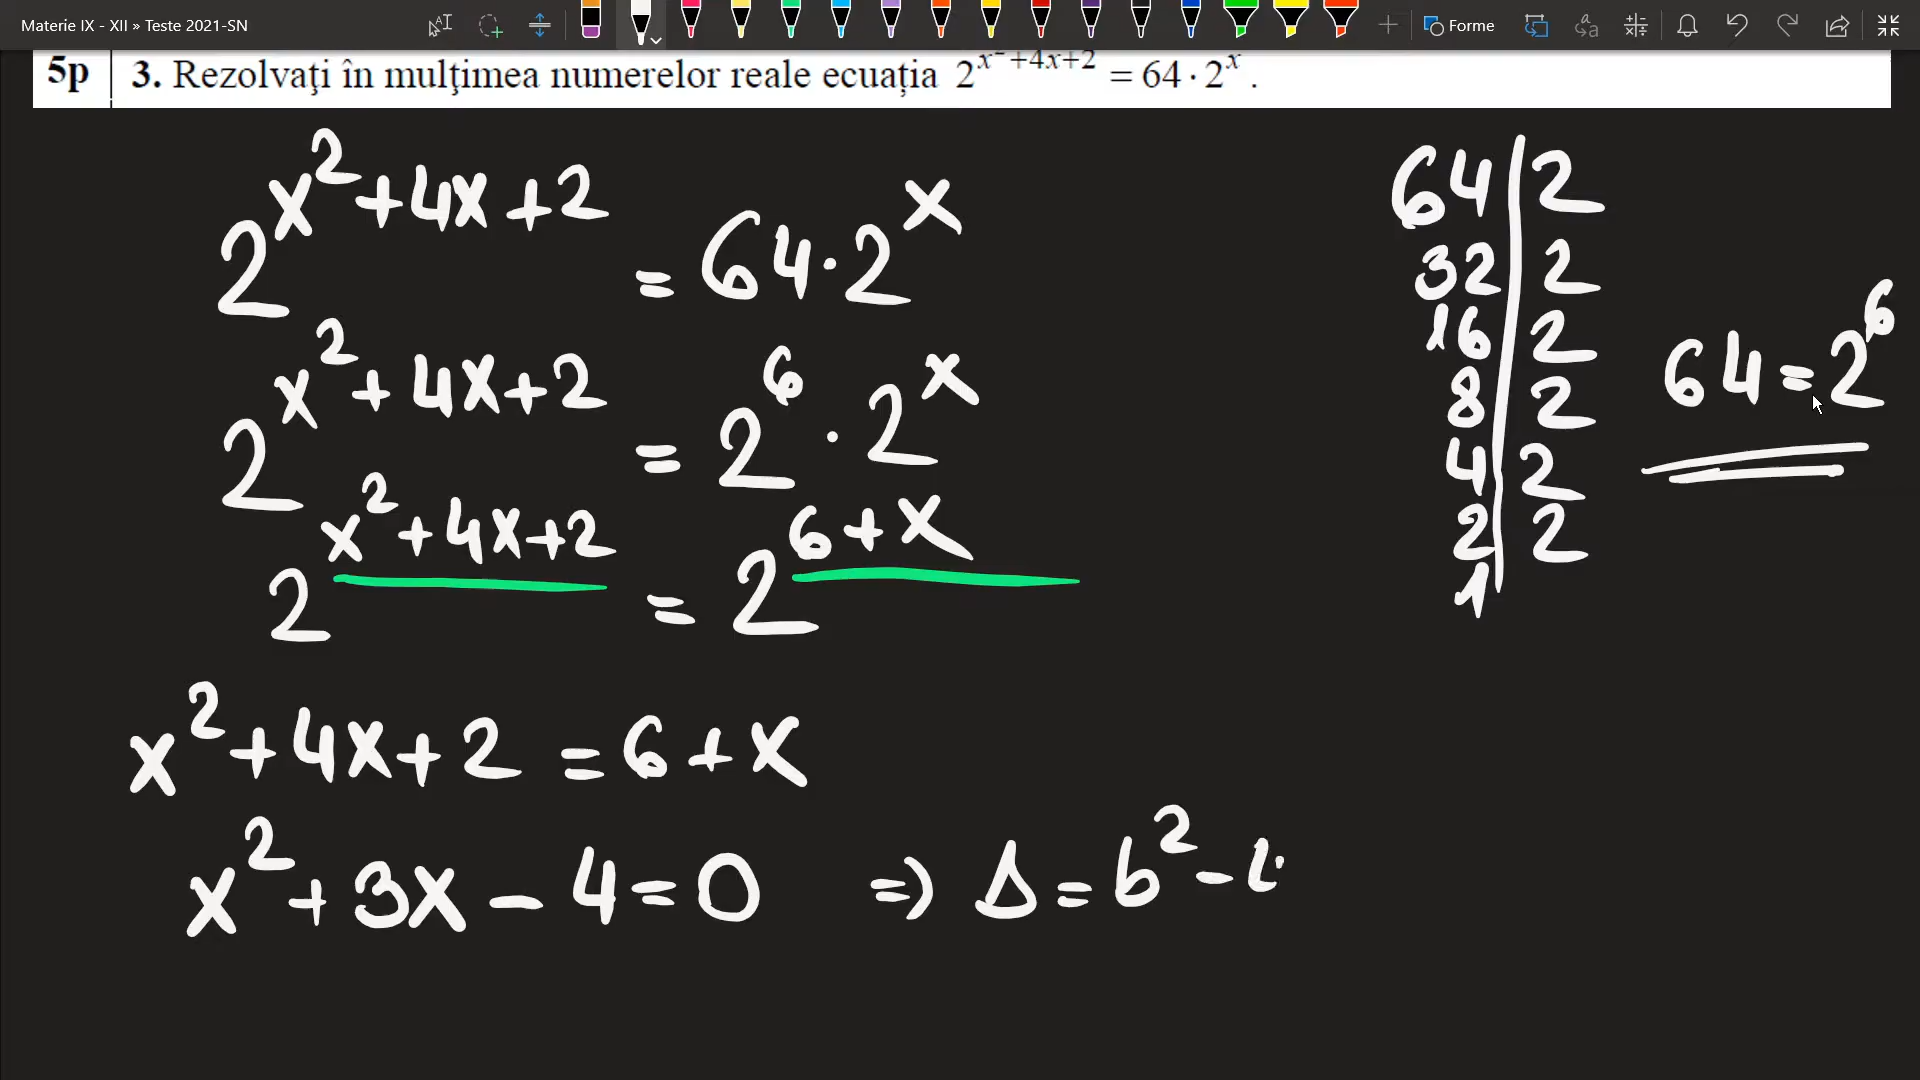 Materie IX - XII » Teste 2021-SN
Forme
5p 3. Rezolvaţi în mulţimea numerelor reale ecuația 2^{x²+4x+2} = 64 · 2^x .
2^{x²+4x+2} = 64 · 2^x
2^{x²+4x+2} = 2^6 · 2^x
2^{x²+4x+2} = 2^{6+x}
x² + 4x + 2 = 6 + x
x² + 3x - 4 = 0 => Δ = b² -
64 | 2
32 | 2
16 | 2
8 | 2
4 | 2
2 | 2
1
64 = 2^6